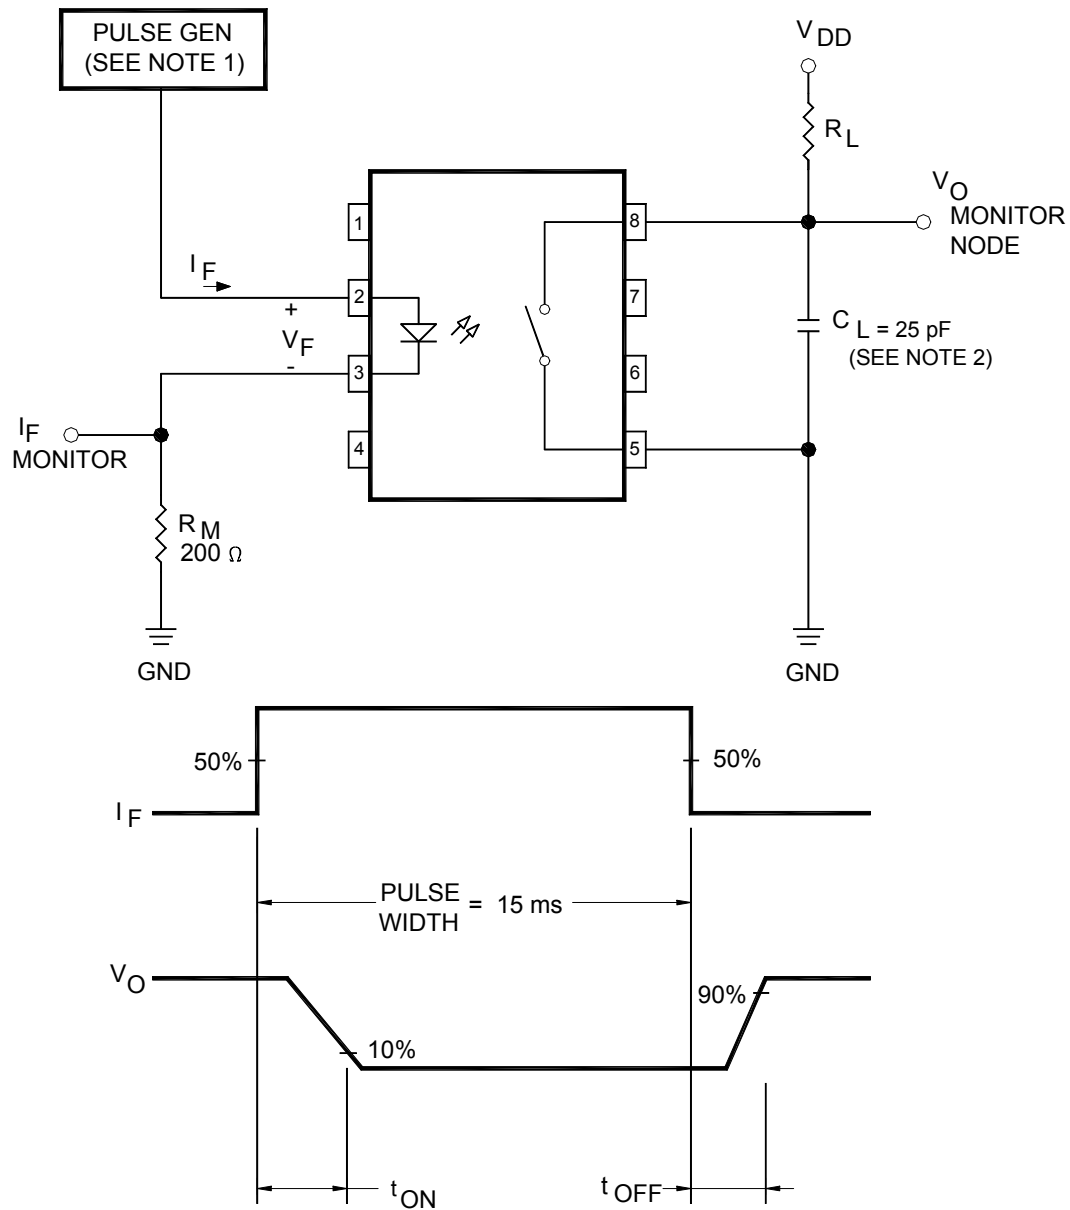 PULSE GEN
(SEE NOTE 1)
V DD
R L
V O
MONITOR
NODE
1
8
I F
2
7
+
V F
-
C L = 25 pF
(SEE NOTE 2)
3
6
I F
MONITOR
4
5
R M
200 Ω
GND
GND
50%
50%
I F
PULSE
WIDTH = 15 ms
V O
90%
10%
t ON
t OFF